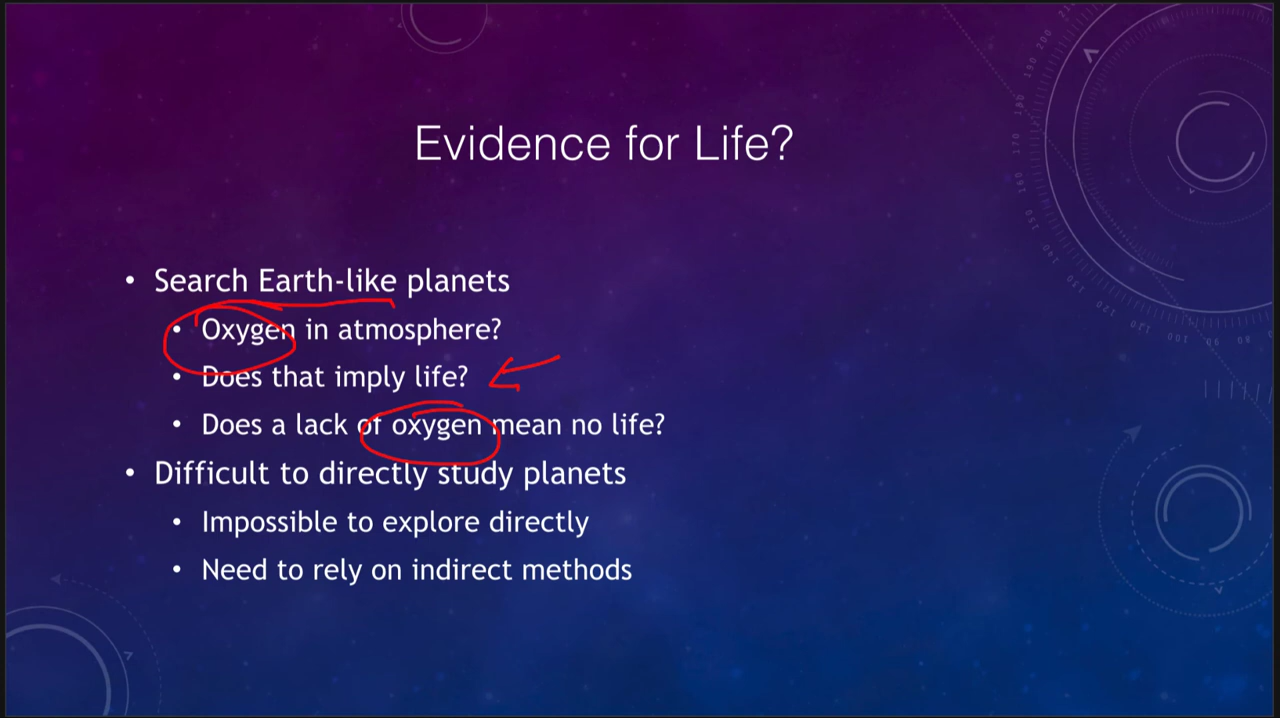 Evidence for Life?
• Search Earth-like planets
• Oxygen in atmosphere?
• Does that imply life?
• Does a lack of oxygen mean no life?
• Difficult to directly study planets
• Impossible to explore directly
• Need to rely on indirect methods